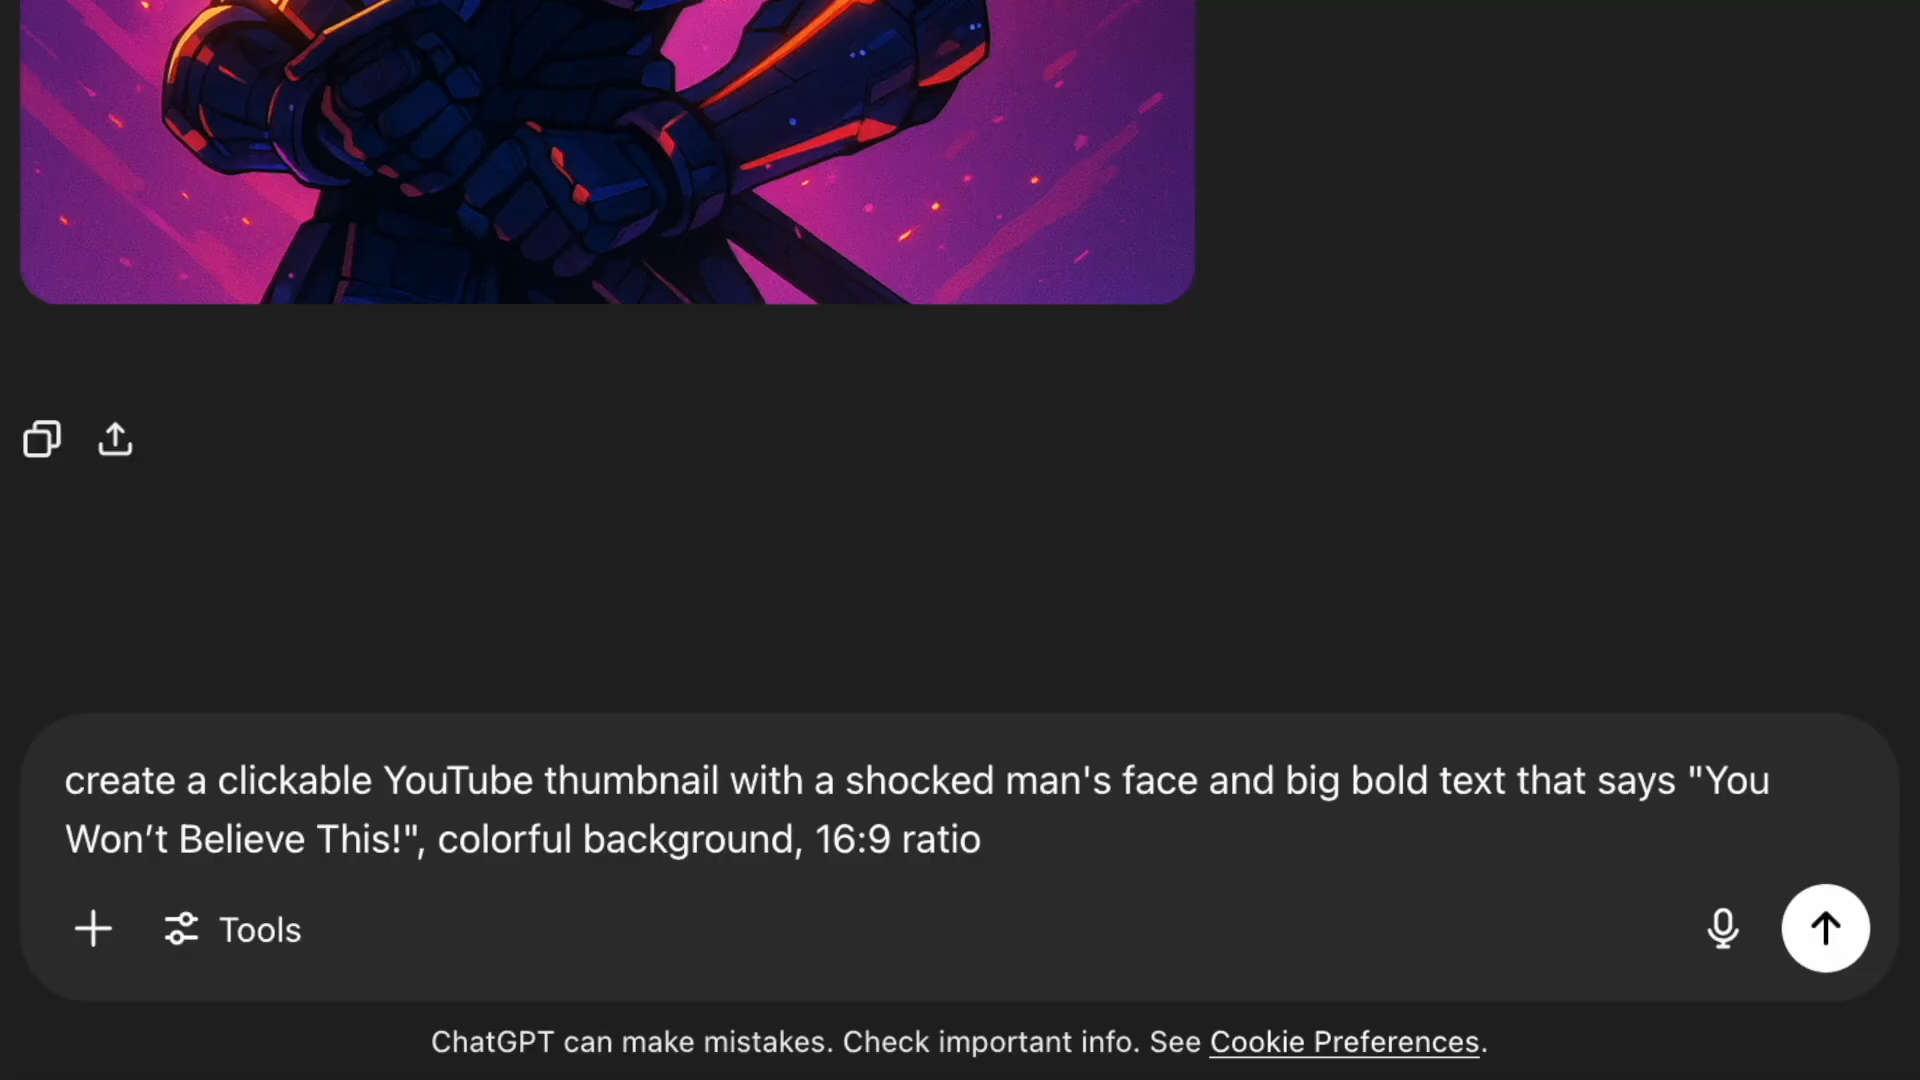 create a clickable YouTube thumbnail with a shocked man's face and big bold text that says "You
Won’t Believe This!", colorful background, 16:9 ratio
Tools
ChatGPT can make mistakes. Check important info. See Cookie Preferences.